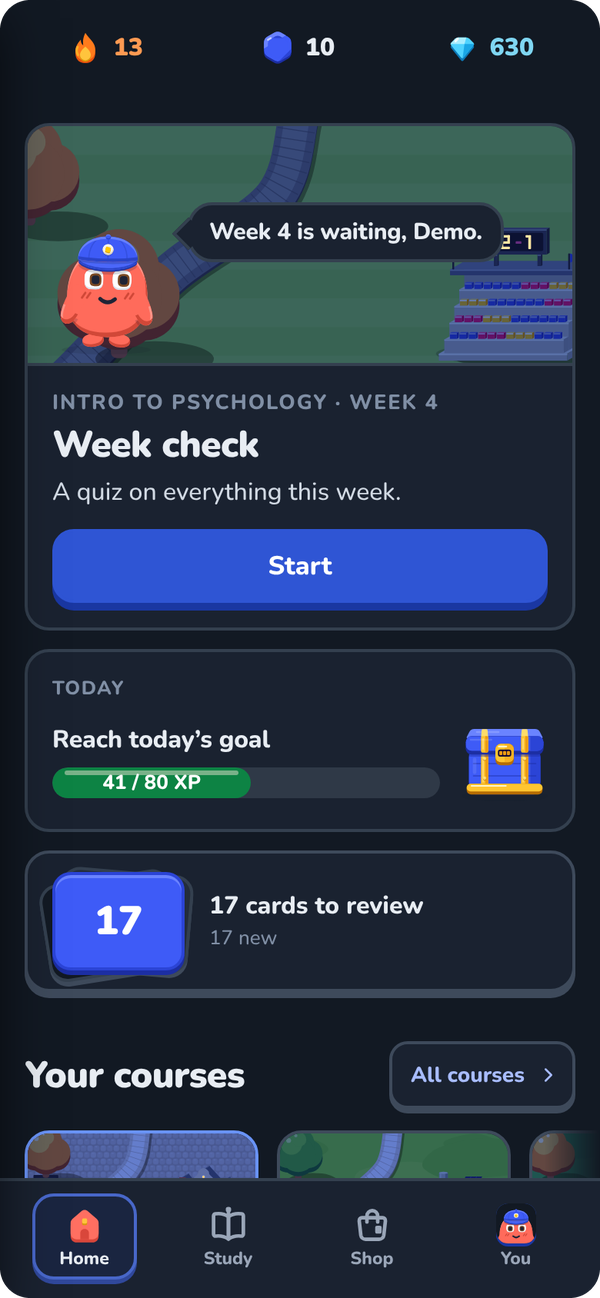 13
10
630
Week 4 is waiting, Demo.
2-1
INTRO TO PSYCHOLOGY · WEEK 4
Week check
A quiz on everything this week.
Start
TODAY
Reach today’s goal
41 / 80 XP
17
17 cards to review
17 new
Your courses
All courses
Home
Study
Shop
You